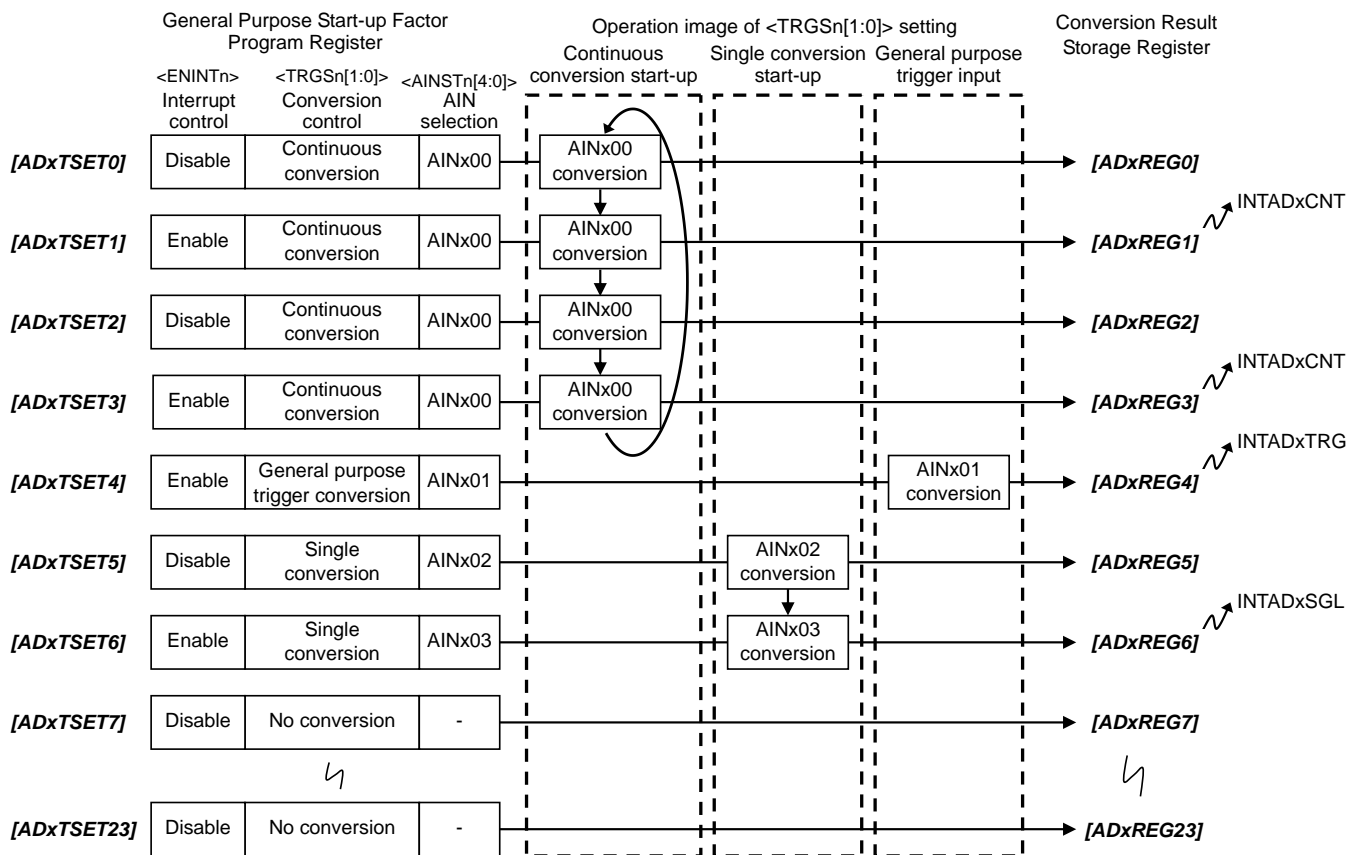 General Purpose Start-up Factor
Program Register
Operation image of <TRGSn[1:0]> setting
Conversion Result
Storage Register
Continuous
conversion start-up
Single conversion
start-up
General purpose
trigger input
<ENINTn>
Interrupt
control
<TRGSn[1:0]>
Conversion
control
<AINSTn[4:0]>
AIN
selection
[ADxTSET0]
Disable
Continuous
conversion
AINx00
AINx00
conversion
[ADxREG0]
INTADxCNT
[ADxTSET1]
Enable
Continuous
conversion
AINx00
AINx00
conversion
[ADxREG1]
[ADxTSET2]
Disable
Continuous
conversion
AINx00
AINx00
conversion
[ADxREG2]
INTADxCNT
[ADxTSET3]
Enable
Continuous
conversion
AINx00
AINx00
conversion
[ADxREG3]
INTADxTRG
[ADxTSET4]
Enable
General purpose
trigger conversion
AINx01
AINx01
conversion
[ADxREG4]
[ADxTSET5]
Disable
Single
conversion
AINx02
AINx02
conversion
[ADxREG5]
INTADxSGL
[ADxTSET6]
Enable
Single
conversion
AINx03
AINx03
conversion
[ADxREG6]
[ADxTSET7]
Disable
No conversion
-
[ADxREG7]
[ADxTSET23]
Disable
No conversion
-
[ADxREG23]